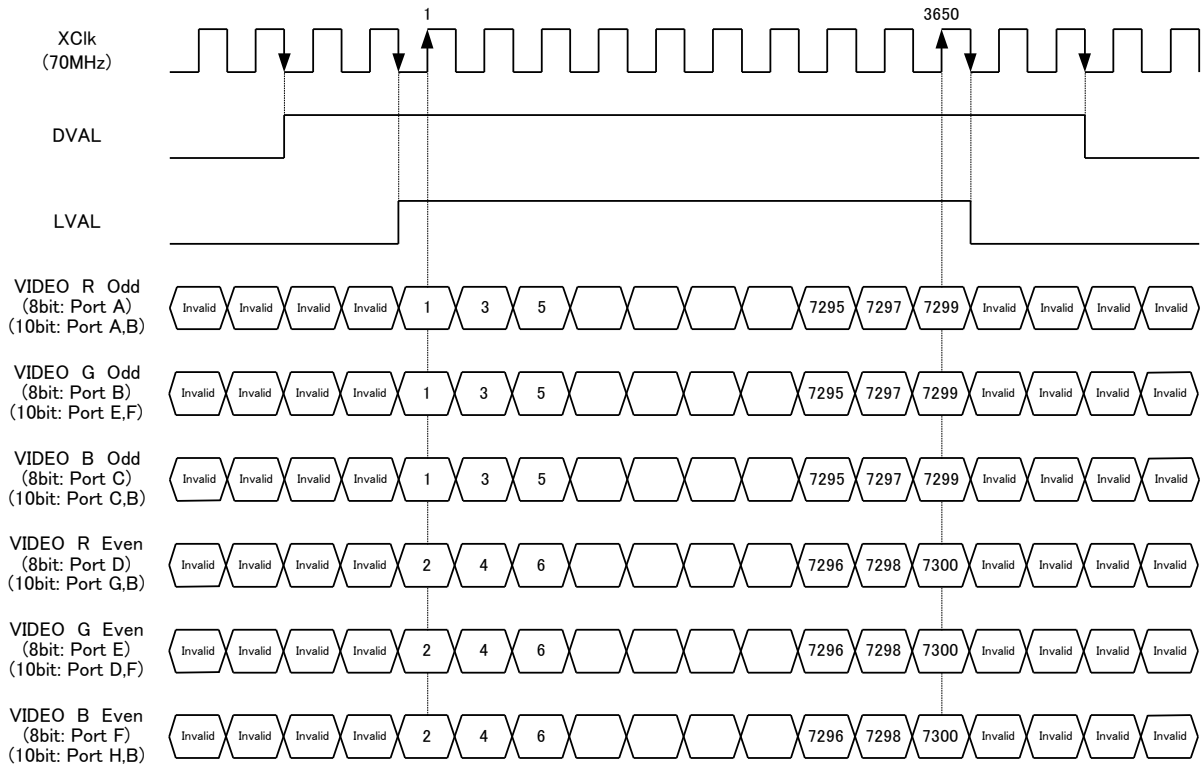 1 3650
XClk
(70MHz)
DVAL
LVAL
VIDEO R Odd
(8bit: Port A)
(10bit: Port A,B)
Invalid Invalid Invalid Invalid 1 3 5 7295 7297 7299 Invalid Invalid Invalid Invalid
VIDEO G Odd
(8bit: Port B)
(10bit: Port E,F)
Invalid Invalid Invalid Invalid 1 3 5 7295 7297 7299 Invalid Invalid Invalid Invalid
VIDEO B Odd
(8bit: Port C)
(10bit: Port C,B)
Invalid Invalid Invalid Invalid 1 3 5 7295 7297 7299 Invalid Invalid Invalid Invalid
VIDEO R Even
(8bit: Port D)
(10bit: Port G,B)
Invalid Invalid Invalid Invalid 2 4 6 7296 7298 7300 Invalid Invalid Invalid Invalid
VIDEO G Even
(8bit: Port E)
(10bit: Port D,F)
Invalid Invalid Invalid Invalid 2 4 6 7296 7298 7300 Invalid Invalid Invalid Invalid
VIDEO B Even
(8bit: Port F)
(10bit: Port H,B)
Invalid Invalid Invalid Invalid 2 4 6 7296 7298 7300 Invalid Invalid Invalid Invalid